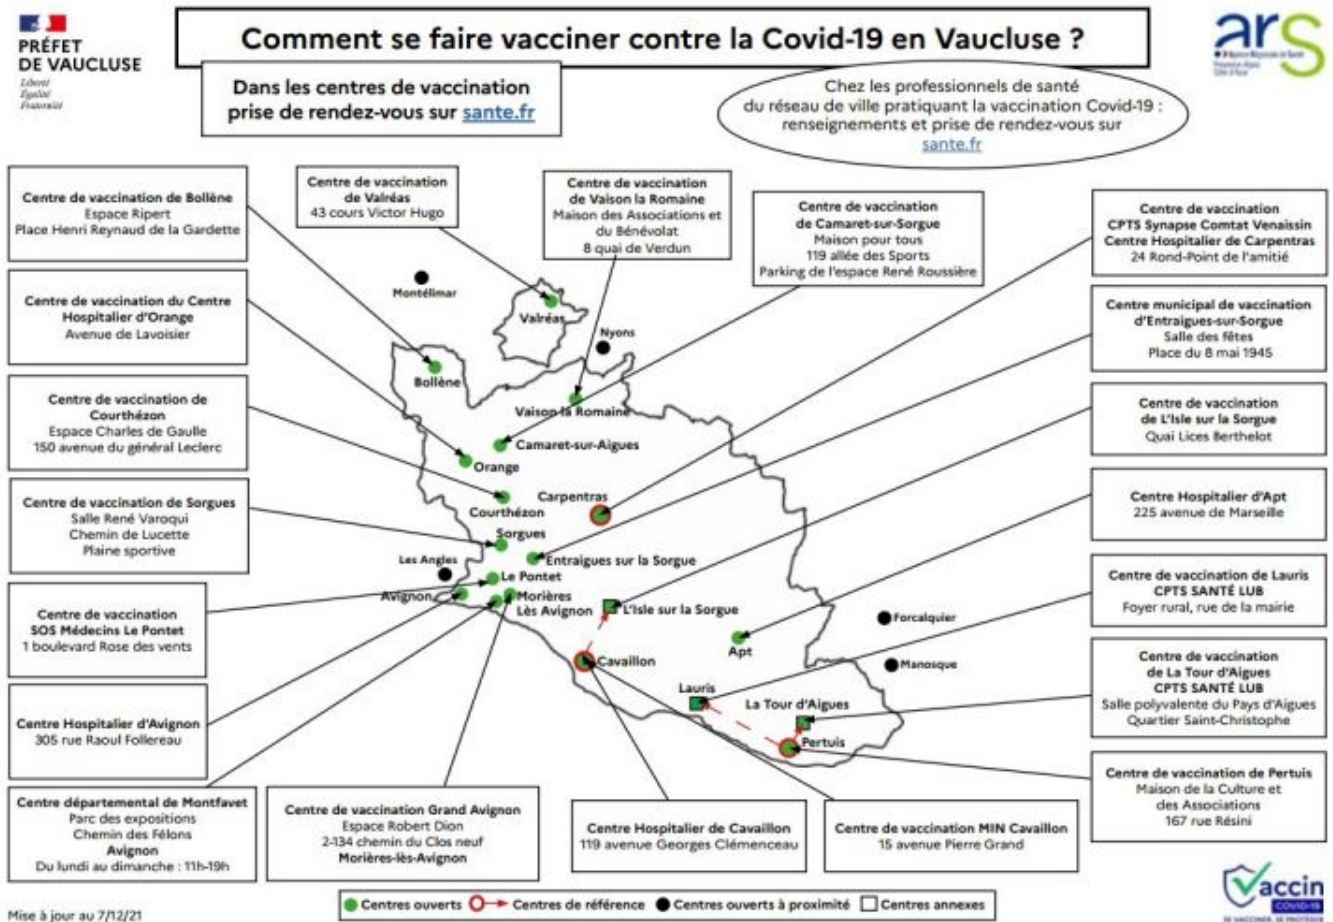 PRÉFET
DE VAUCLUSE
Liberté
Égalité
Fraternité
Comment se faire vacciner contre la Covid-19 en Vaucluse ?
ars
Dans les centres de vaccination
prise de rendez-vous sur sante.fr
Chez les professionnels de santé
du réseau de ville pratiquant la vaccination Covid-19 :
renseignements et prise de rendez-vous sur
sante.fr
Centre de vaccination de Bollène
Espace Ripert
Place Henri Reynaud de la Gardette
Centre de vaccination
de Valréas
43 cours Victor Hugo
Centre de vaccination
de Vaison la Romaine
Maison des Associations et
du Bénévolat
8 quai de Verdun
Centre de vaccination
de Camaret-sur-Sorgue
Maison pour tous
119 allée des Sports
Parking de l'espace René Roussière
Centre de vaccination
CPTS Synapse Comtat Venaissin
Centre Hospitalier de Carpentras
24 Rond-Point de l'amitié
Centre de vaccination du Centre
Hospitalier d'Orange
Avenue de Lavoisier
Centre municipal de vaccination
d'Entraigues-sur-Sorgue
Salle des fêtes
Place du 8 mai 1945
Centre de vaccination de
Courthézon
Espace Charles de Gaulle
150 avenue du général Leclerc
Centre de vaccination
de L'Isle sur la Sorgue
Quai Lices Berthelot
Centre de vaccination de Sorgues
Salle René Varoqui
Chemin de Lucette
Plaine sportive
Centre Hospitalier d'Apt
225 avenue de Marseille
Centre de vaccination
SOS Médecins Le Pontet
1 boulevard Rose des vents
Centre de vaccination de Lauris
CPTS SANTÉ LUB
Foyer rural, rue de la mairie
Centre Hospitalier d'Avignon
305 rue Raoul Follereau
Centre de vaccination
de La Tour d'Aigues
CPTS SANTÉ LUB
Salle polyvalente du Pays d'Aigues
Quartier Saint-Christophe
Centre départemental de Montfavet
Parc des expositions
Chemin des Félons
Avignon
Du lundi au dimanche : 11h-19h
Centre de vaccination Grand Avignon
Espace Robert Dion
2-134 chemin du Clos neuf
Morières-lès-Avignon
Centre Hospitalier de Cavaillon
119 avenue Georges Clémenceau
Centre de vaccination MIN Cavaillon
15 avenue Pierre Grand
Centre de vaccination de Pertuis
Maison de la Culture et
des Associations
167 rue Résini
Montélimar
Valréas
Nyons
Bollène
Vaison la Romaine
Camaret-sur-Aigues
Orange
Carpentras
Courthézon
Sorgues
Les Angles
Entraigues sur la Sorgue
Le Pontet
Avignon
Morières
Lès Avignon
L'Isle sur la Sorgue
Forcalquier
Apt
Cavaillon
Manosque
Lauris
La Tour d'Aigues
Pertuis
Centres ouverts
Centres de référence
Centres ouverts à proximité
Centres annexes
Mise à jour au 7/12/21
Vaccin
COVID-19